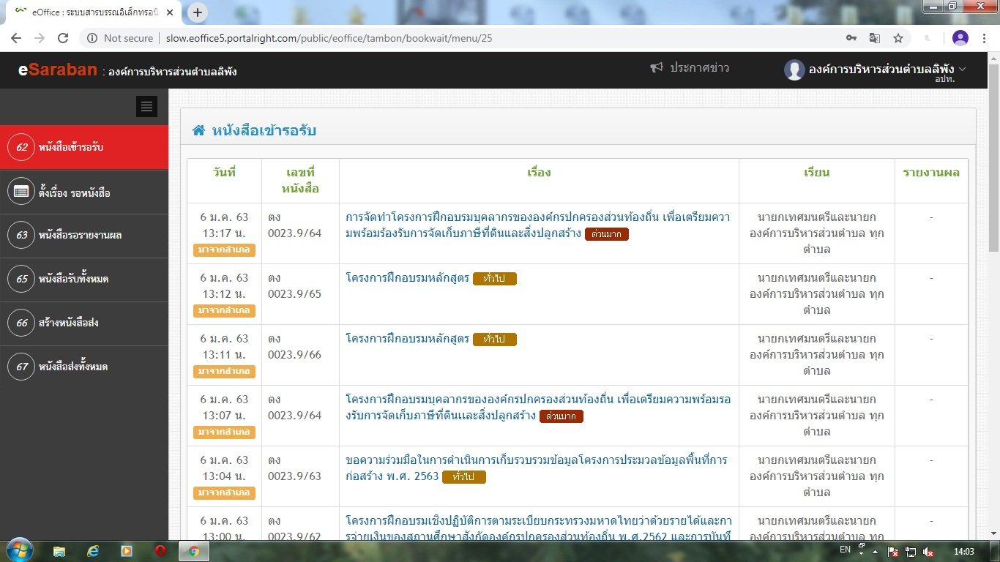 eOffice : ระบบสารบรรณอิเล็กทรอนิ
Not secure
slow.eoffice5.portalright.com/public/eoffice/tambon/bookwait/menu/25
eSaraban : องค์การบริหารส่วนตำบลลิพัง
ประกาศข่าว
องค์การบริหารส่วนตำบลลิพัง
อปท.
62 หนังสือเข้ารอรับ
ตั้งเรื่อง รอหนังสือ
63 หนังสือรอรายงานผล
65 หนังสือรับทั้งหมด
66 สร้างหนังสือส่ง
67 หนังสือส่งทั้งหมด
หนังสือเข้ารอรับ
วันที่
เลขที่
หนังสือ
เรื่อง
เรียน
รายงานผล
6 ม.ค. 63
13:17 น.
มาจากอำเภอ
ตง
0023.9/64
การจัดทำโครงการฝึกอบรมบุคลากรขององค์กรปกครองส่วนท้องถิ่น เพื่อเตรียมควา
มพร้อมร้องรับการจัดเก็บภาษีที่ดินและสิ่งปลูกสร้าง ด่วนมาก
นายกเทศมนตรีและนายก
องค์การบริหารส่วนตำบล ทุก
ตำบล
-
6 ม.ค. 63
13:12 น.
มาจากอำเภอ
ตง
0023.9/65
โครงการฝึกอบรมหลักสูตร ทั่วไป
นายกเทศมนตรีและนายก
องค์การบริหารส่วนตำบล ทุก
ตำบล
-
6 ม.ค. 63
13:11 น.
มาจากอำเภอ
ตง
0023.9/66
โครงการฝึกอบรมหลักสูตร ทั่วไป
นายกเทศมนตรีและนายก
องค์การบริหารส่วนตำบล ทุก
ตำบล
-
6 ม.ค. 63
13:07 น.
มาจากอำเภอ
ตง
0023.9/64
โครงการฝึกอบรมบุคลากรขององค์กรปกครองส่วนท้องถิ่น เพื่อเตรียมความพร้อมรอ
งรับการจัดเก็บภาษีที่ดินและสิ่งปลูกสร้าง ด่วนมาก
นายกเทศมนตรีและนายก
องค์การบริหารส่วนตำบล ทุก
ตำบล
-
6 ม.ค. 63
13:04 น.
มาจากอำเภอ
ตง
0023.9/63
ขอความร่วมมือในการดำเนินการเก็บรวบรวมข้อมูลโครงการประมวลข้อมูลพื้นที่การ
ก่อสร้าง พ.ศ. 2563 ทั่วไป
นายกเทศมนตรีและนายก
องค์การบริหารส่วนตำบล ทุก
ตำบล
-
6 ม.ค. 63
13:00 น.
ตง
0023.9/62
โครงการฝึกอบรมเชิงปฏิบัติการตามระเบียบกระทรวงมหาดไทยว่าด้วยรายได้และกา
รจ่ายเงินของสถานศึกษาสังกัดองค์กรปกครองส่วนท้องถิ่น พ.ศ.2562 และการบันทึ
นายกเทศมนตรีและนายก
องค์การบริหารส่วนตำบล ทุก
-
EN
14:03